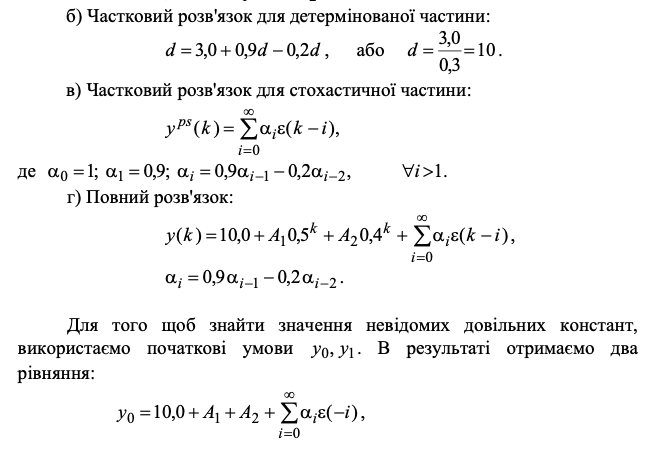 б) Частковий розв'язок для детермінованої частини:
d = 3,0 + 0,9d − 0,2d , або d = 3,0/0,3 = 10 .
в) Частковий розв'язок для стохастичної частини:
y^{ps}(k) = ∑_{i=0}^{∞} α_i ε(k − i),
де α_0 = 1; α_1 = 0,9; α_i = 0,9α_{i−1} − 0,2α_{i−2}, ∀i >1.
г) Повний розв'язок:
y(k) = 10,0 + A_1 0,5^k + A_2 0,4^k + ∑_{i=0}^{∞} α_i ε(k − i) ,
α_i = 0,9α_{i−1} − 0,2α_{i−2} .
Для того щоб знайти значення невідомих довільних констант,
використаємо початкові умови y_0, y_1 . В результаті отримаємо два
рівняння:
y_0 = 10,0 + A_1 + A_2 + ∑_{i=0}^{∞} α_i ε(−i) ,